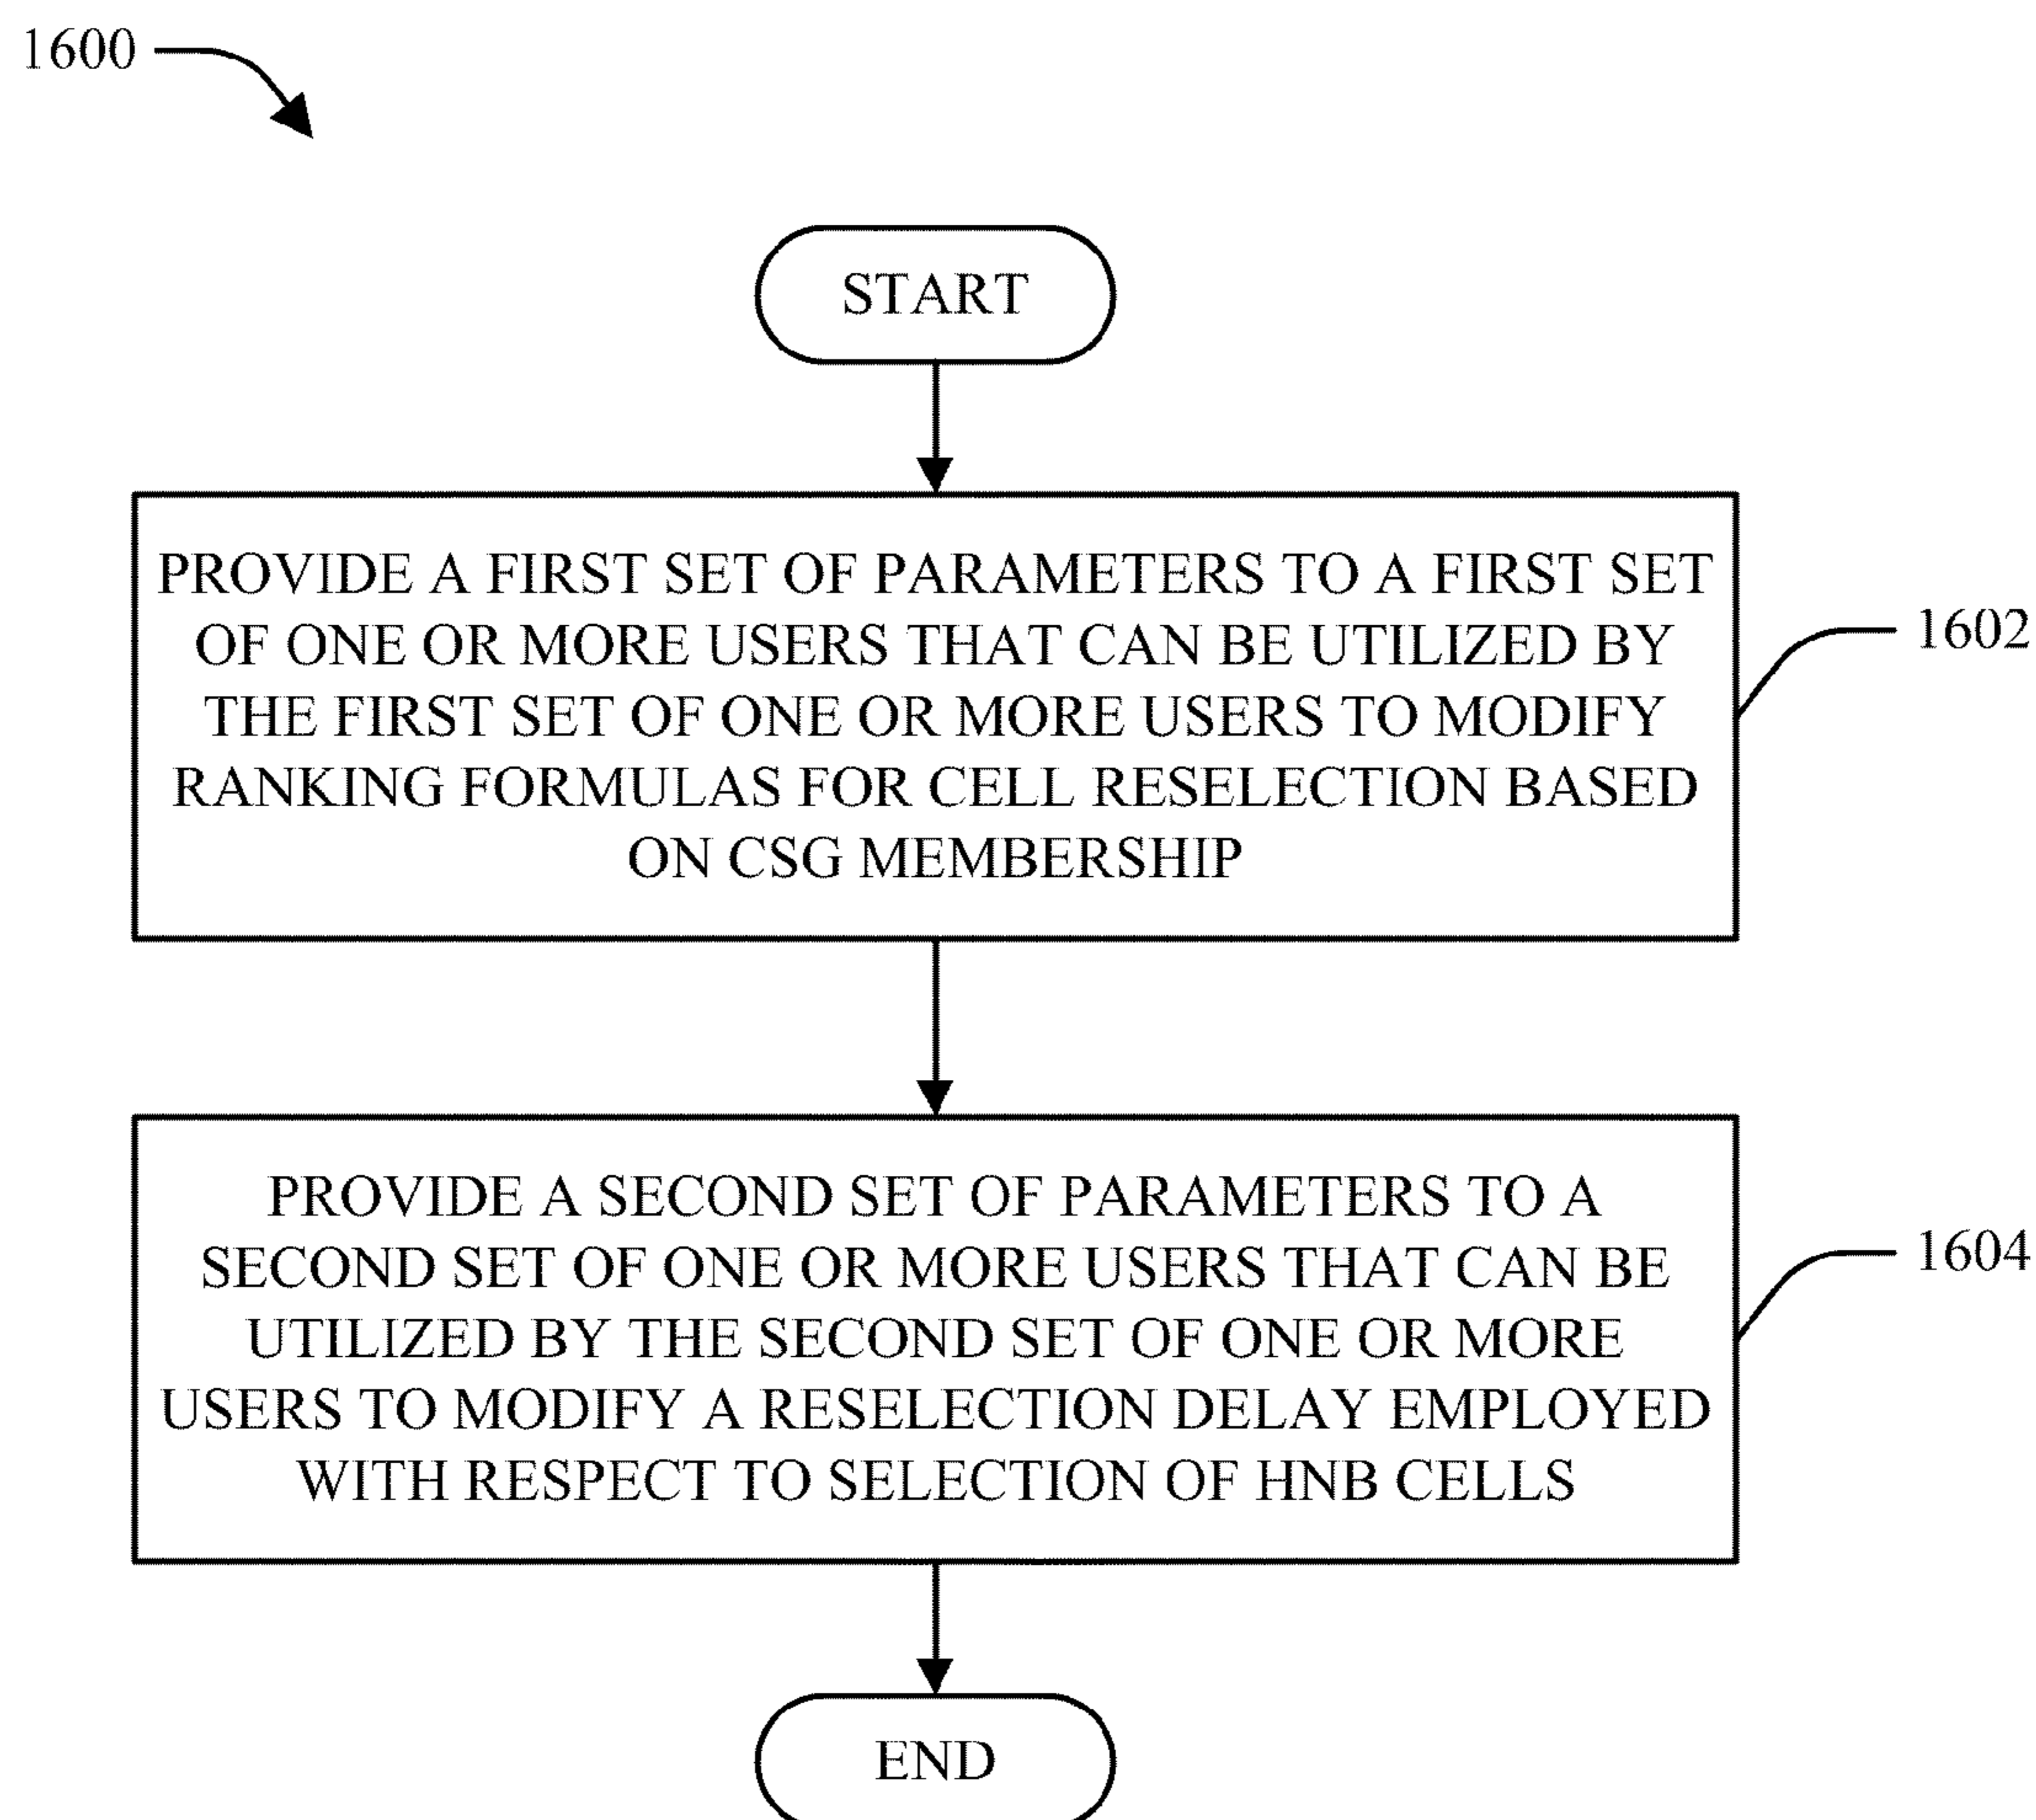 1600
START
PROVIDE A FIRST SET OF PARAMETERS TO A FIRST SET
OF ONE OR MORE USERS THAT CAN BE UTILIZED BY
THE FIRST SET OF ONE OR MORE USERS TO MODIFY
RANKING FORMULAS FOR CELL RESELECTION BASED
ON CSG MEMBERSHIP
1602
PROVIDE A SECOND SET OF PARAMETERS TO A
SECOND SET OF ONE OR MORE USERS THAT CAN BE
UTILIZED BY THE SECOND SET OF ONE OR MORE
USERS TO MODIFY A RESELECTION DELAY EMPLOYED
WITH RESPECT TO SELECTION OF HNB CELLS
1604
END